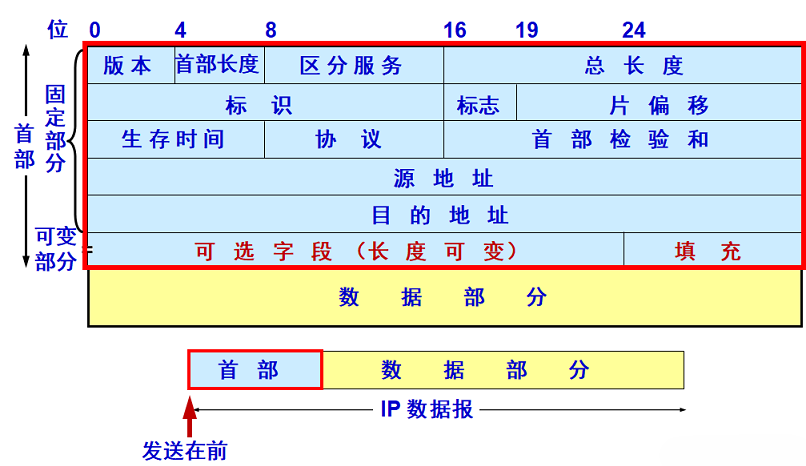 位 0 4 8 16 19 24
版本 首部长度 区分服务 总长度
标识 标志 片偏移
生存时间 协议 首部检验和
源地址
目的地址
可选字段（长度可变） 填充
数据部分
首部
固定部分
可变部分
首部 数据部分
IP 数据报
发送在前